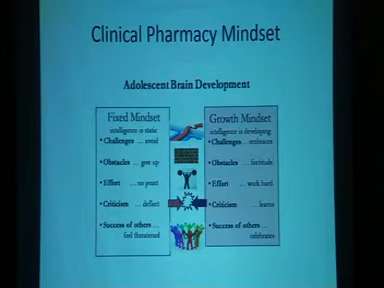 Clinical Pharmacy Mindset
Adolescent Brain Development
Fixed Mindset
intelligence is static
• Challenges … avoid
• Obstacles … give up
• Effort … no point
• Criticism … deflect
• Success of others …
feel threatened
Growth Mindset
intelligence is developing
• Challenges … embraces
• Obstacles … fortitude
• Effort … work hard
• Criticism … learns
• Success of others …
celebrates